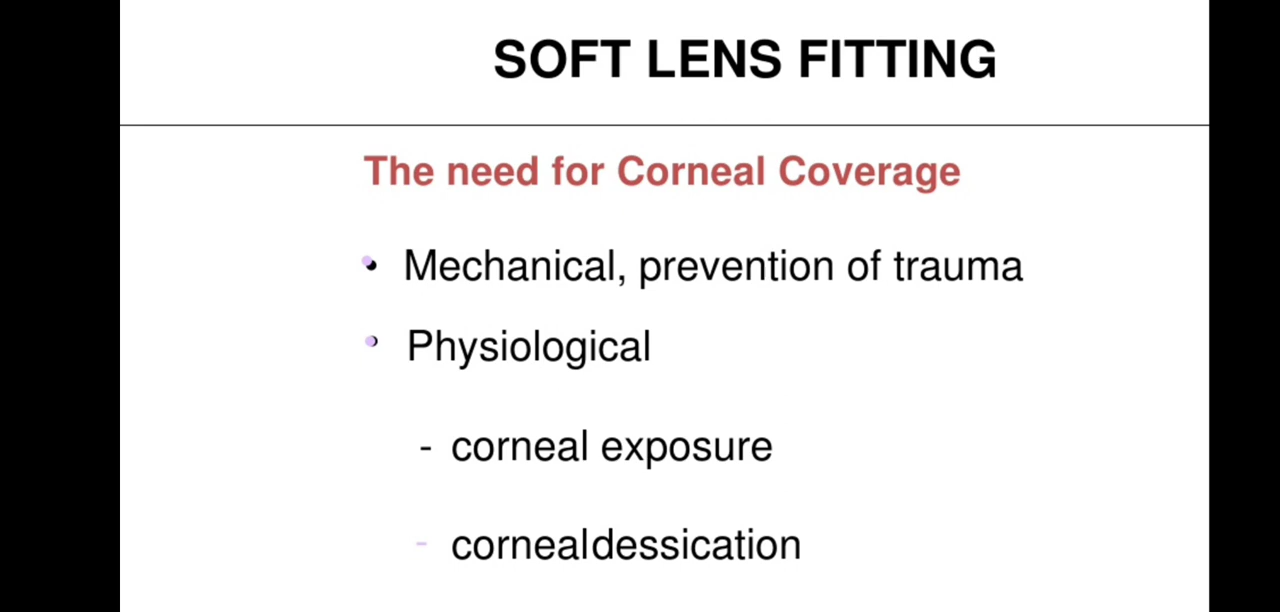 SOFT LENS FITTING
The need for Corneal Coverage
• Mechanical, prevention of trauma
• Physiological
- corneal exposure
- cornealdessication